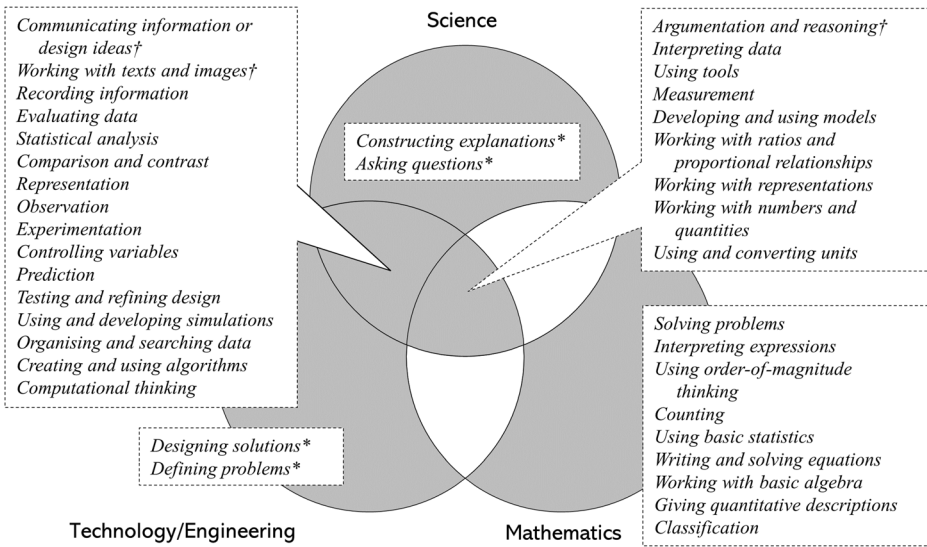 Science
Communicating information or
design ideas†
Working with texts and images†
Recording information
Evaluating data
Statistical analysis
Comparison and contrast
Representation
Observation
Experimentation
Controlling variables
Prediction
Testing and refining design
Using and developing simulations
Organising and searching data
Creating and using algorithms
Computational thinking
Constructing explanations*
Asking questions*
Argumentation and reasoning†
Interpreting data
Using tools
Measurement
Developing and using models
Working with ratios and
proportional relationships
Working with representations
Working with numbers and
quantities
Using and converting units
Designing solutions*
Defining problems*
Solving problems
Interpreting expressions
Using order-of-magnitude
thinking
Counting
Using basic statistics
Writing and solving equations
Working with basic algebra
Giving quantitative descriptions
Classification
Technology/Engineering
Mathematics